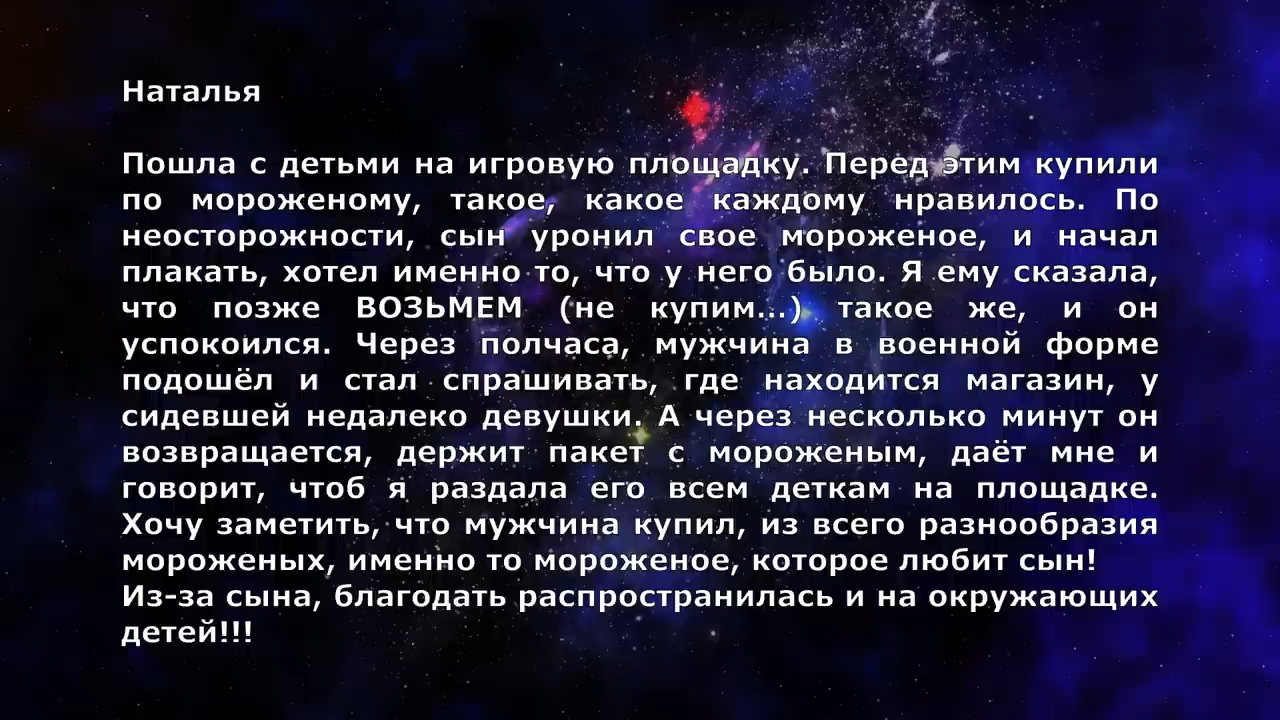 Наталья
Пошла с детьми на игровую площадку. Перед этим купили
по мороженому, такое, какое каждому нравилось. По
неосторожности, сын уронил свое мороженое, и начал
плакать, хотел именно то, что у него было. Я ему сказала,
что позже ВОЗЬМЕМ (не купим...) такое же, и он
успокоился. Через полчаса, мужчина в военной форме
подошёл и стал спрашивать, где находится магазин, у
сидевшей недалеко девушки. А через несколько минут он
возвращается, держит пакет с мороженым, даёт мне и
говорит, чтоб я раздала его всем деткам на площадке.
Хочу заметить, что мужчина купил, из всего разнообразия
мороженых, именно то мороженое, которое любит сын!
Из-за сына, благодать распространилась и на окружающих
детей!!!